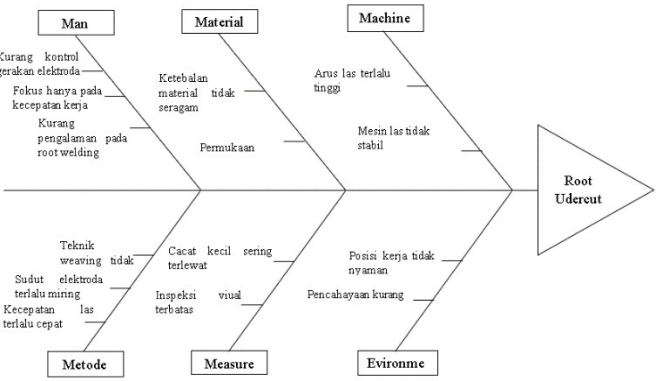 Man
Material
Machine
Kurang kontrol
gerakan elektroda
Fokus hanya pada
kecepatan kerja
Kurang
pengalaman pada
root welding
Ketebalan
material tidak
seragam
Permukaan
Arus las terlalu
tinggi
Mesin las tidak
stabil
Root
Udercut
Teknik
weaving tidak
Sudut elektroda
terlalu miring
Kecepatan las
terlalu cepat
Cacat kecil sering
terlewat
Inspeksi viual
terbatas
Posisi kerja tidak
nyaman
Pencahayaan kurang
Metode
Measure
Evironme